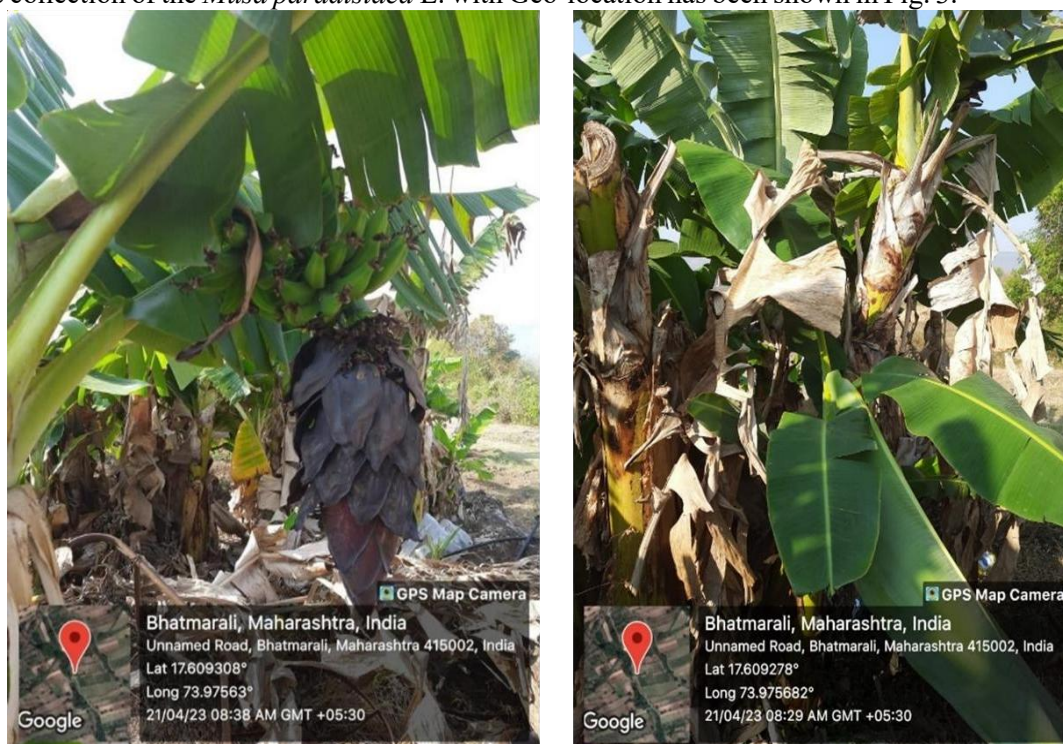 collection of the Musa paradisiaca L. with Geo-location has been shown in Fig. 3.
GPS Map Camera
Bhatmarali, Maharashtra, India
Unnamed Road, Bhatmarali, Maharashtra 415002, India
Lat 17.609308°
Long 73.97563°
21/04/23 08:38 AM GMT +05:30
Google
GPS Map Camera
Bhatmarali, Maharashtra, India
Unnamed Road, Bhatmarali, Maharashtra 415002, India
Lat 17.609278°
Long 73.975682°
21/04/23 08:29 AM GMT +05:30
Google